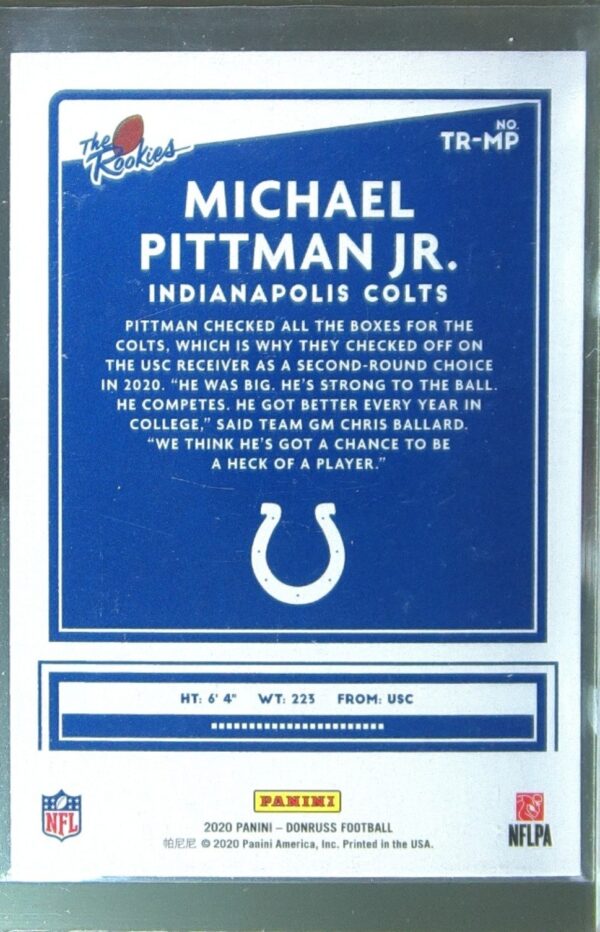 The
Rookies
NO.
TR-MP
MICHAEL
PITTMAN JR.
INDIANAPOLIS COLTS
PITTMAN CHECKED ALL THE BOXES FOR THE
COLTS, WHICH IS WHY THEY CHECKED OFF ON
THE USC RECEIVER AS A SECOND-ROUND CHOICE
IN 2020. “HE WAS BIG. HE’S STRONG TO THE BALL.
HE COMPETES. HE GOT BETTER EVERY YEAR IN
COLLEGE,” SAID TEAM GM CHRIS BALLARD.
“WE THINK HE’S GOT A CHANCE TO BE
A HECK OF A PLAYER.”
HT: 6' 4" WT: 223 FROM: USC
NFL
PANINI
2020 PANINI – DONRUSS FOOTBALL
帕尼尼 © 2020 Panini America, Inc. Printed in the USA.
NFLPA